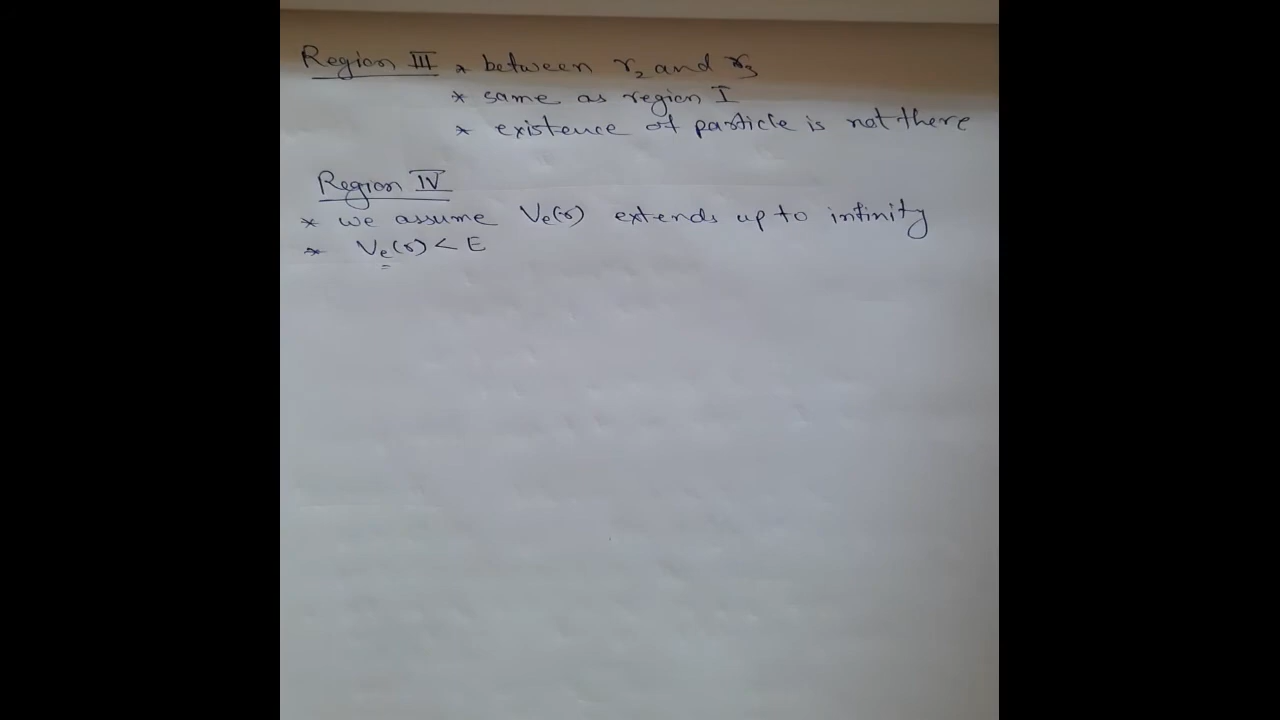 Region III * between r₂ and r₃
* same as region I
* existence of particle is not there
Region IV
* we assume Vₑ(r) extends up to infinity
* Vₑ(r) < E